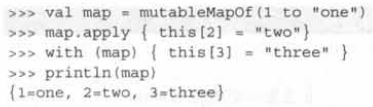 >>> val map = mutableMapOf(1 to "one")
>>> map.apply { this[2] = "two"}
>>> with (map) { this[3] = "three" }
>>> println(map)
{1=one, 2=two, 3=three}